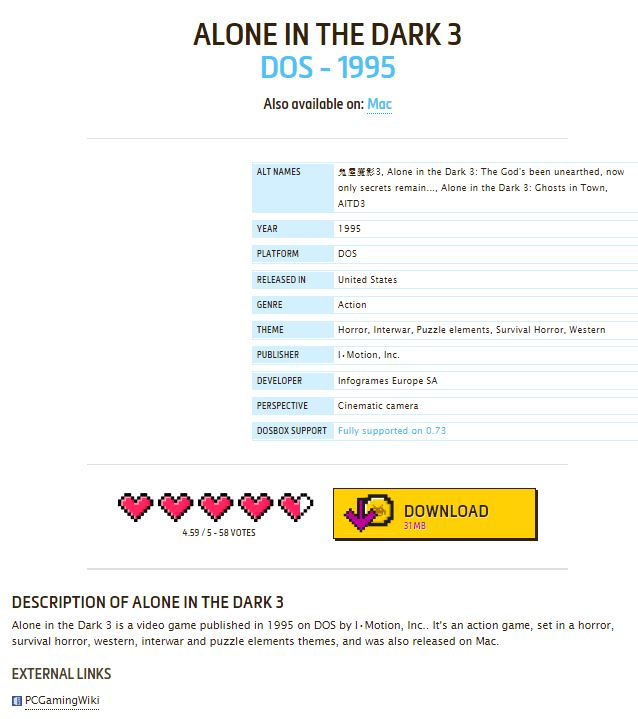 ALONE IN THE DARK 3
DOS - 1995
Also available on: Mac
ALT NAMES 鬼屋魔影3, Alone in the Dark 3: The God's been unearthed, now
only secrets remain..., Alone in the Dark 3: Ghosts in Town,
AITD3
YEAR 1995
PLATFORM DOS
RELEASED IN United States
GENRE Action
THEME Horror, Interwar, Puzzle elements, Survival Horror, Western
PUBLISHER I•Motion, Inc.
DEVELOPER Infogrames Europe SA
PERSPECTIVE Cinematic camera
DOSBOX SUPPORT Fully supported on 0.73
4.59 / 5 - 58 VOTES
DOWNLOAD
31 MB
DESCRIPTION OF ALONE IN THE DARK 3
Alone in the Dark 3 is a video game published in 1995 on DOS by I•Motion, Inc.. It's an action game, set in a horror,
survival horror, western, interwar and puzzle elements themes, and was also released on Mac.
EXTERNAL LINKS
PCGamingWiki